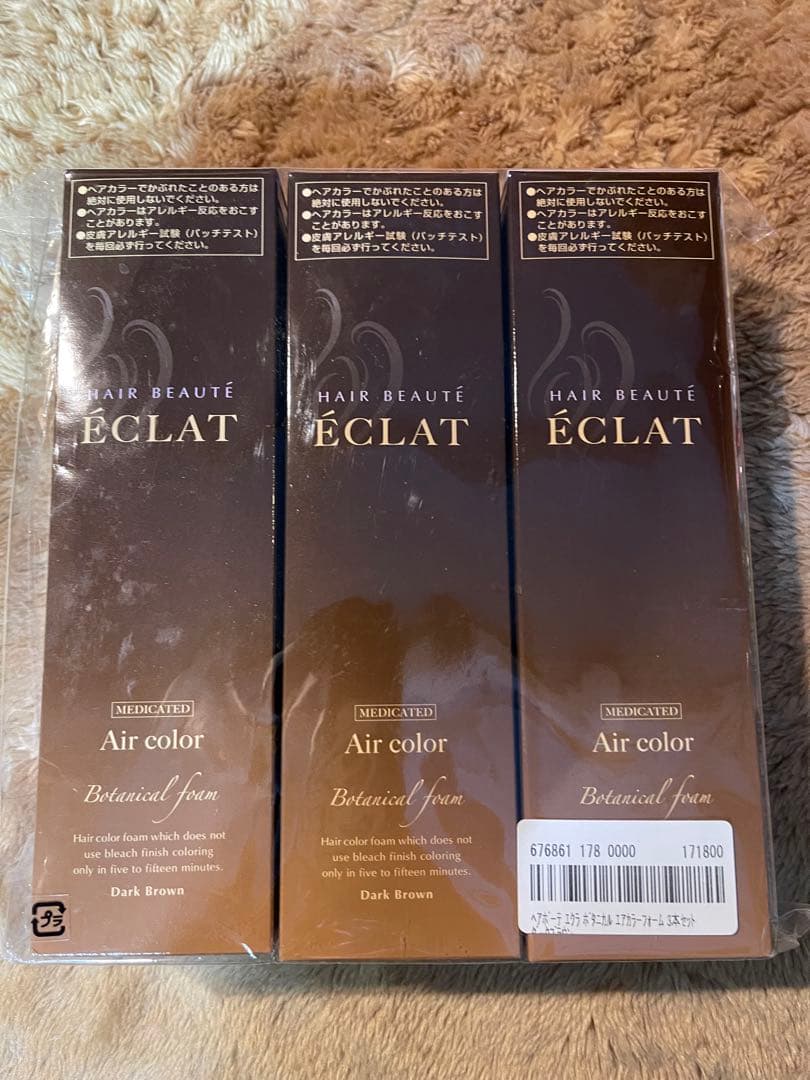 ●ヘアカラーでかぶれたことのある方は
絶対に使用しないでください。
●ヘアカラーはアレルギー反応をおこす
ことがあります。
●皮膚アレルギー試験（パッチテスト）
を毎回必ず行ってください。
HAIR BEAUTÉ
ÉCLAT
MEDICATED
Air color
Botanical foam
Hair color foam which does not
use bleach finish coloring
only in five to fifteen minutes.
Dark Brown
プラ
●ヘアカラーでかぶれたことのある方は
絶対に使用しないでください。
●ヘアカラーはアレルギー反応をおこす
ことがあります。
●皮膚アレルギー試験（パッチテスト）
を毎回必ず行ってください。
HAIR BEAUTÉ
ÉCLAT
MEDICATED
Air color
Botanical foam
Hair color foam which does not
use bleach finish coloring
only in five to fifteen minutes.
Dark Brown
●ヘアカラーでかぶれたことのある方は
絶対に使用しないでください。
●ヘアカラーはアレルギー反応をおこす
ことがあります。
●皮膚アレルギー試験（パッチテスト）
を毎回必ず行ってください。
HAIR BEAUTÉ
ÉCLAT
MEDICATED
Air color
Botanical foam
676861 178 0000 171800
ヘアボーテ エクラ ボタニカル エアカラーフォーム 3本セット